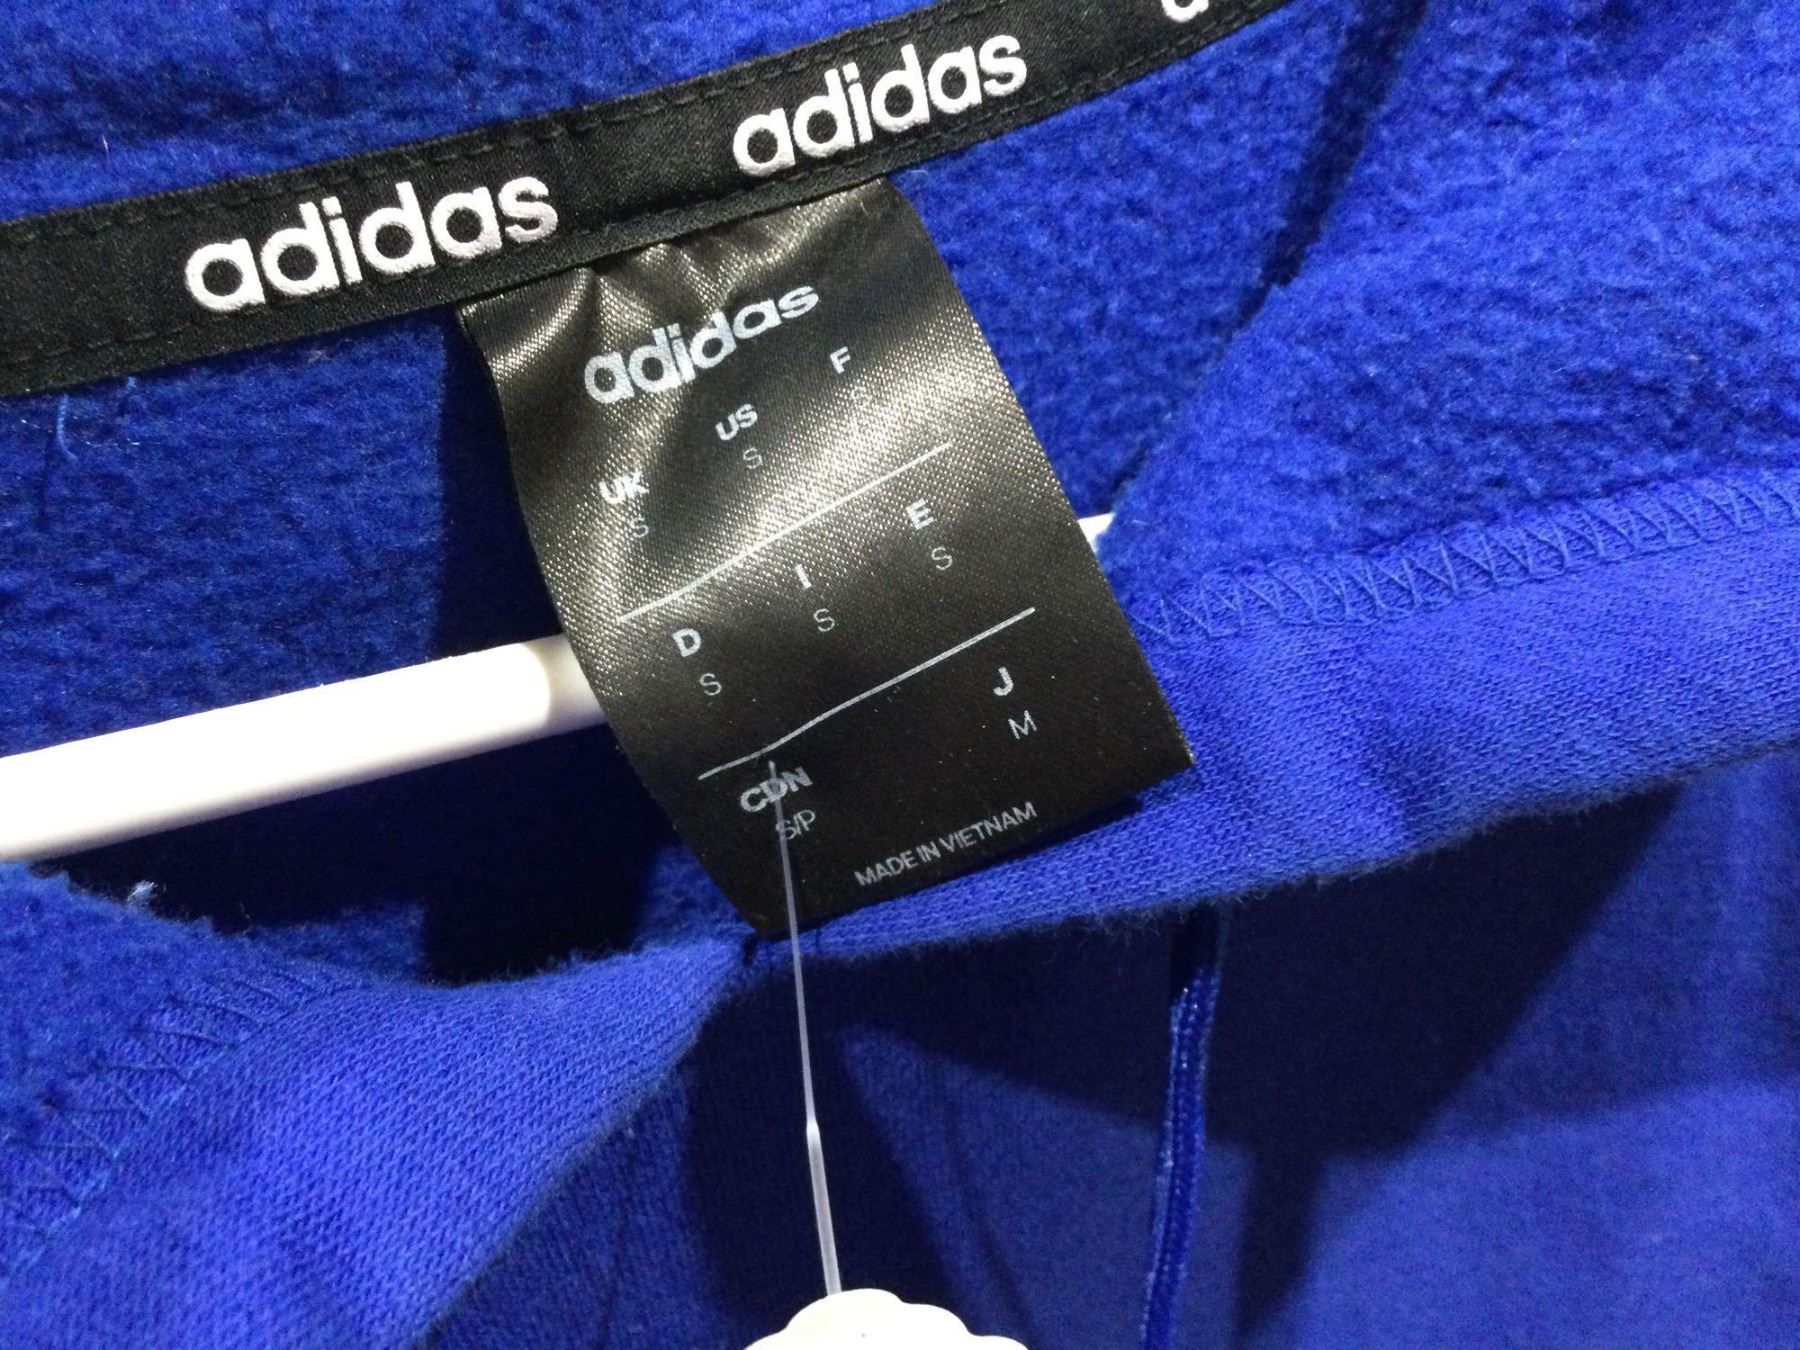 adidas adidas
adidas
UK US F
S S S
D I E
S S S
CDN J
S/P M
MADE IN VIETNAM